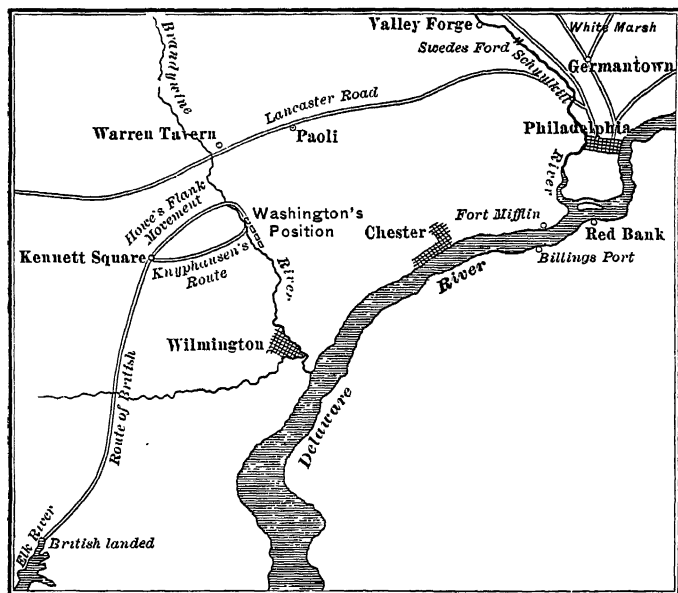 Valley Forge
White Marsh
Swedes Ford
Schuylkill
Germantown
Brandywine
Lancaster Road
Philadelphia
Warren Tavern
Paoli
River
Howe's Flank
Movement
Washington's
Position
Fort Mifflin
Chester
Red Bank
Kennett Square
Knyphausen's
Route
River
River
Billings Port
Wilmington
Route of British
Delaware
Elk River
British landed